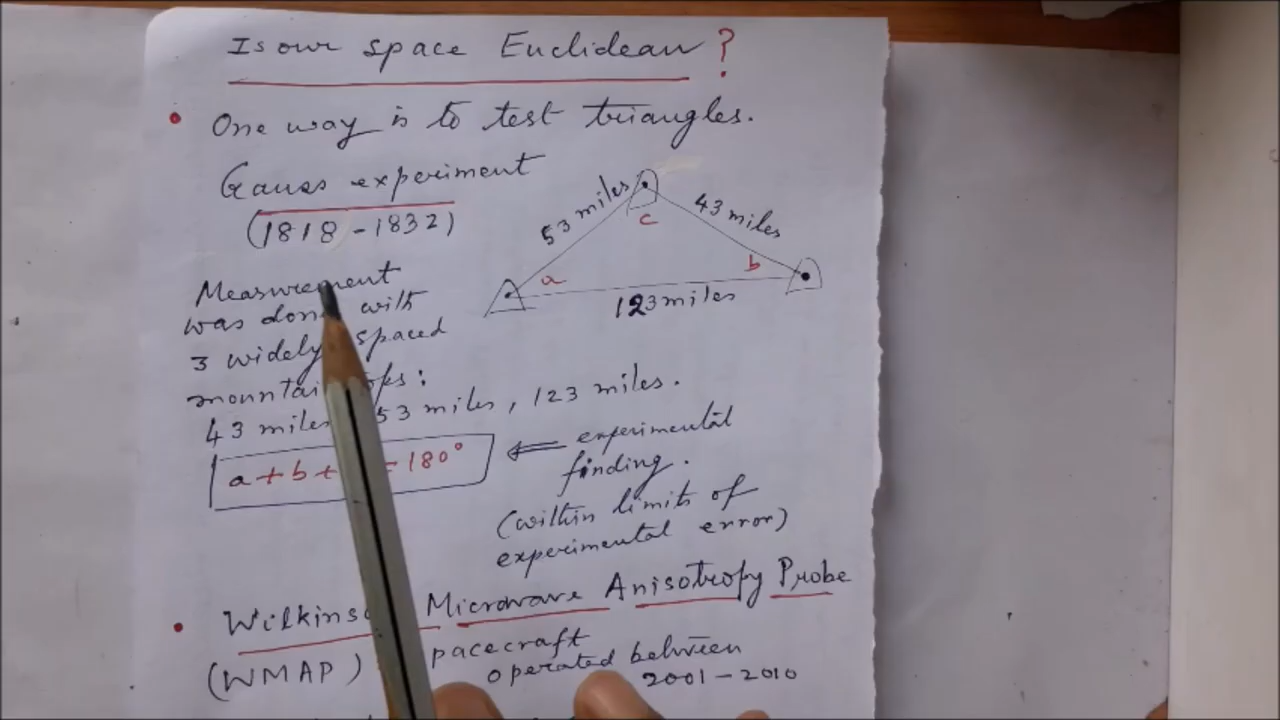 Is our space Euclidean ?
• One way is to test triangles.
Gauss experiment
(1818 - 1832)
53 miles
43 miles
c
a
b
123 miles
Measurement
was done with
3 widely spaced
43 miles 53 miles, 123 miles.
a + b + = 180°
experimental
finding.
(within limits of
experimental error)
• Microwave Anisotropy Probe
(WMAP)
operated between
2001 - 2010